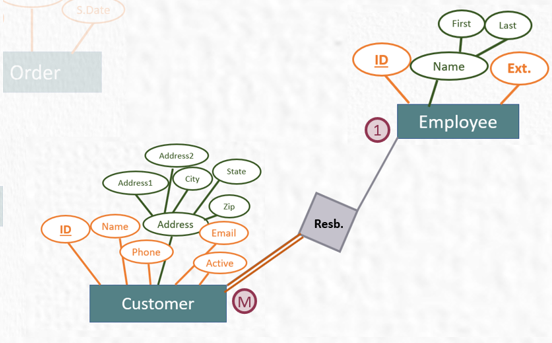 S.Date
Order
First
Last
ID
Name
Ext.
Employee
1
Address2
Address1
City
State
Zip
ID
Name
Address
Email
Phone
Active
Resb.
Customer
M